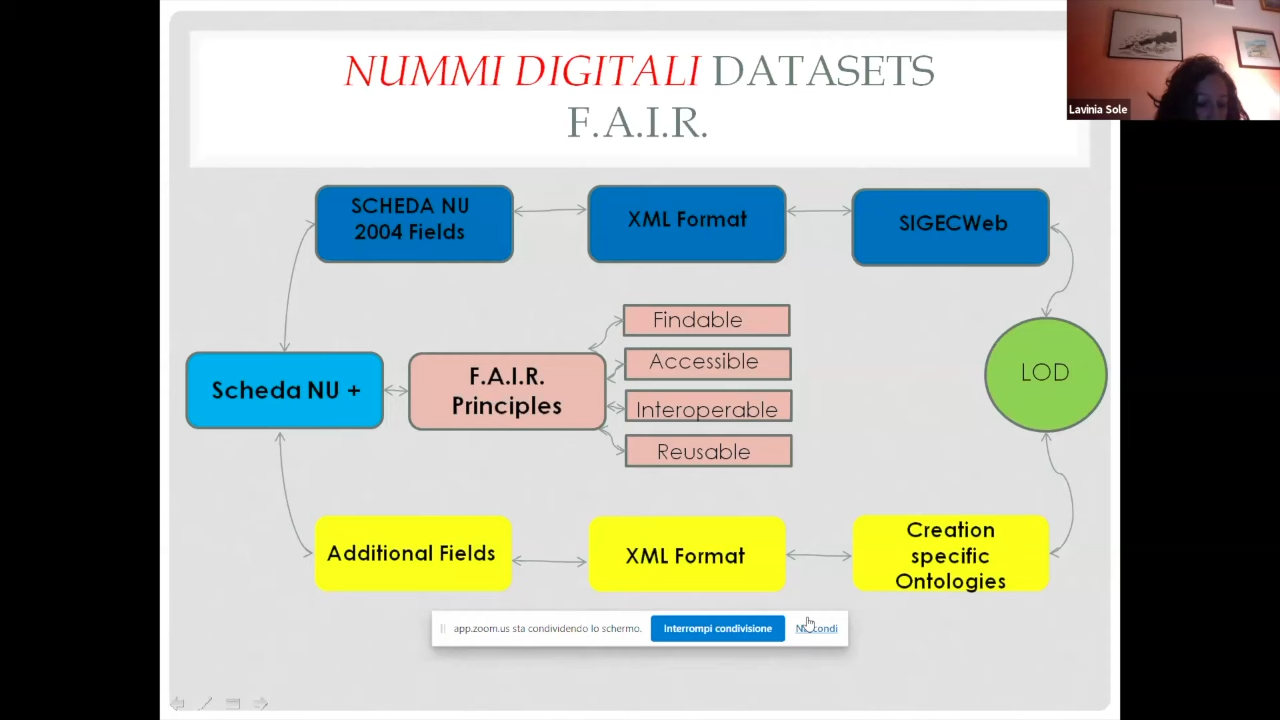 NUMMI DIGITALI DATASETS
F.A.I.R.
Lavinia Sole
SCHEDA NU
2004 Fields
XML Format
SIGECWeb
Findable
Accessible
Interoperable
Reusable
Scheda NU +
F.A.I.R.
Principles
LOD
Additional Fields
XML Format
Creation
specific
Ontologies
app.zoom.us sta condividendo lo schermo.
Interrompi condivisione
Nascondi